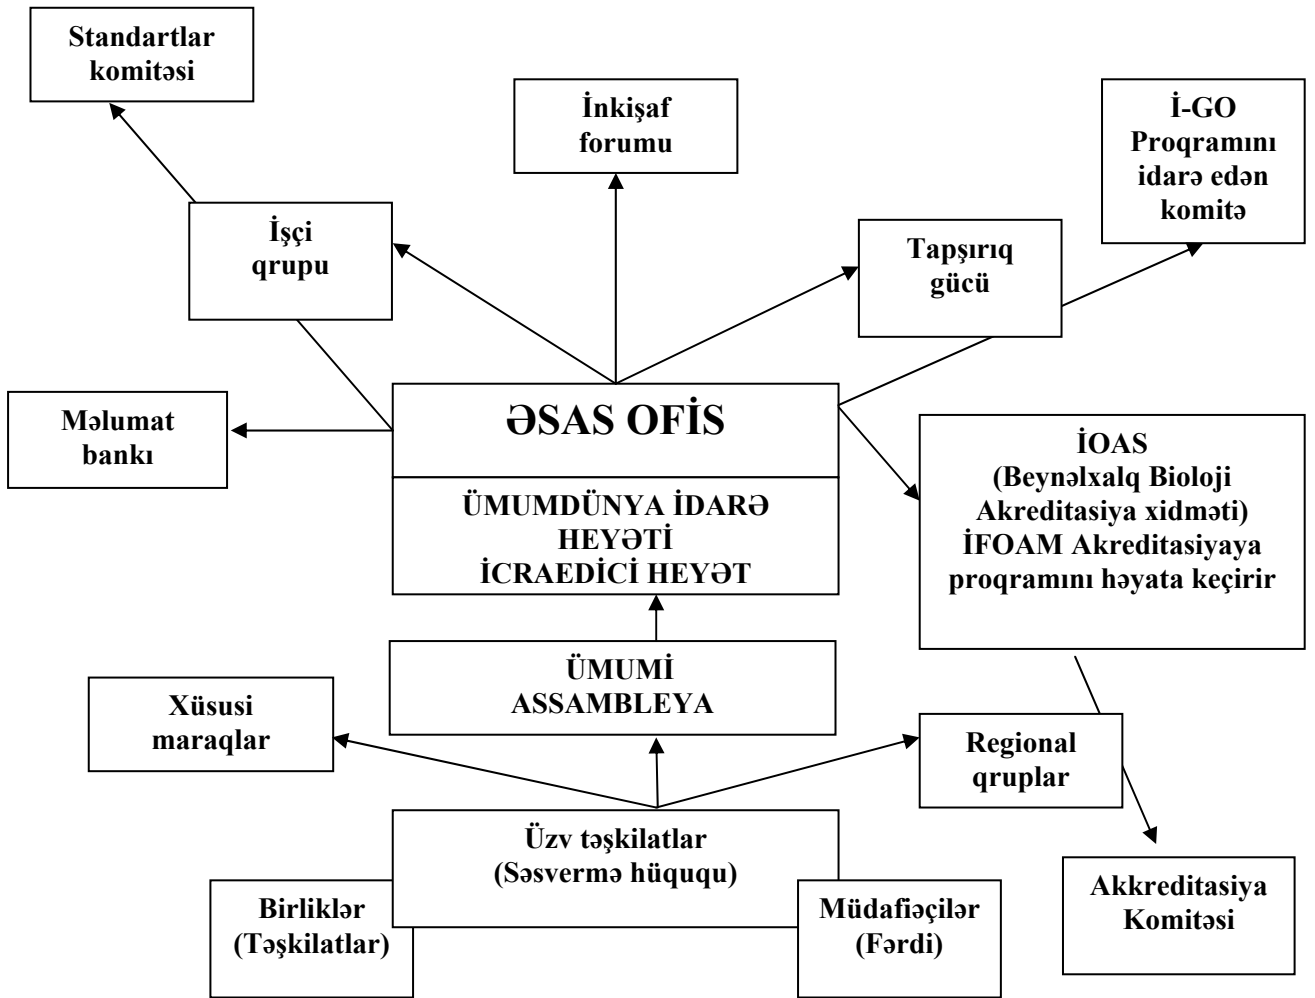 Standartlar
komitəsi
İnkişaf
forumu
İ-GO
Proqramını
idarə edən
komitə
İşçi
qrupu
Tapşırıq
gücü
ƏSAS OFİS
Məlumat
bankı
İOAS
(Beynəlxalq Bioloji
Akreditasiya xidməti)
İFOAM Akreditasiyaya
proqramını həyata keçirir
ÜMUMDÜNYA İDARƏ
HEYƏTİ
İCRAEDİCİ HEYƏT
ÜMUMİ
ASSAMBLEYA
Xüsusi
maraqlar
Regional
qruplar
Üzv təşkilatlar
(Səsvermə hüququ)
Birliklər
(Təşkilatlar)
Müdafiəçilər
(Fərdi)
Akkreditasiya
Komitəsi